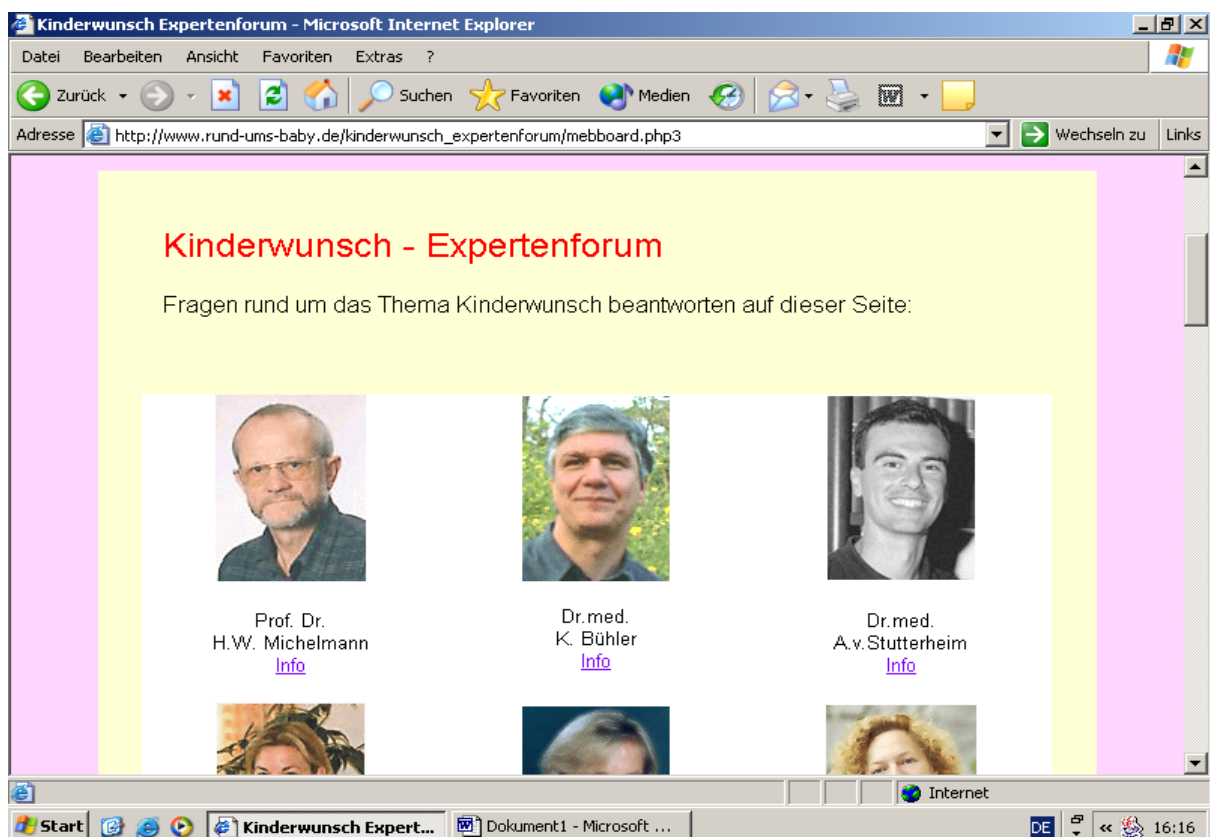 Kinderwunsch Expertenforum - Microsoft Internet Explorer
Datei Bearbeiten Ansicht Favoriten Extras ?
Zurück Suchen Favoriten Medien
Adresse http://www.rund-ums-baby.de/kinderwunsch_expertenforum/mebboard.php3 Wechseln zu Links
Kinderwunsch - Expertenforum
Fragen rund um das Thema Kinderwunsch beantworten auf dieser Seite:
Prof. Dr.
H.W. Michelmann
Info
Dr.med.
K. Bühler
Info
Dr.med.
A.v.Stutterheim
Info
Internet
Start Kinderwunsch Expert... Dokument1 - Microsoft ... DE « 16:16